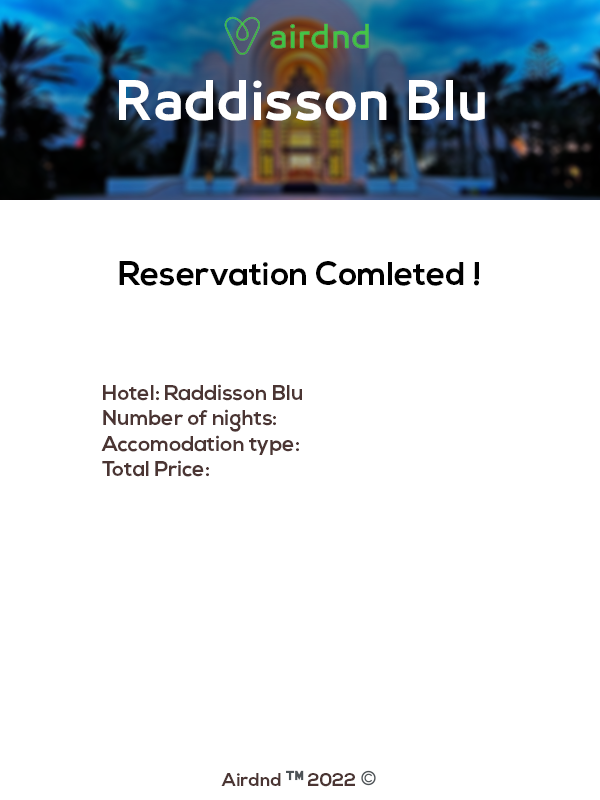 airdnd
Raddisson Blu
Reservation Comleted !
Hotel: Raddisson Blu
Number of nights:
Accomodation type:
Total Price:
Airdnd ™ 2022 ©